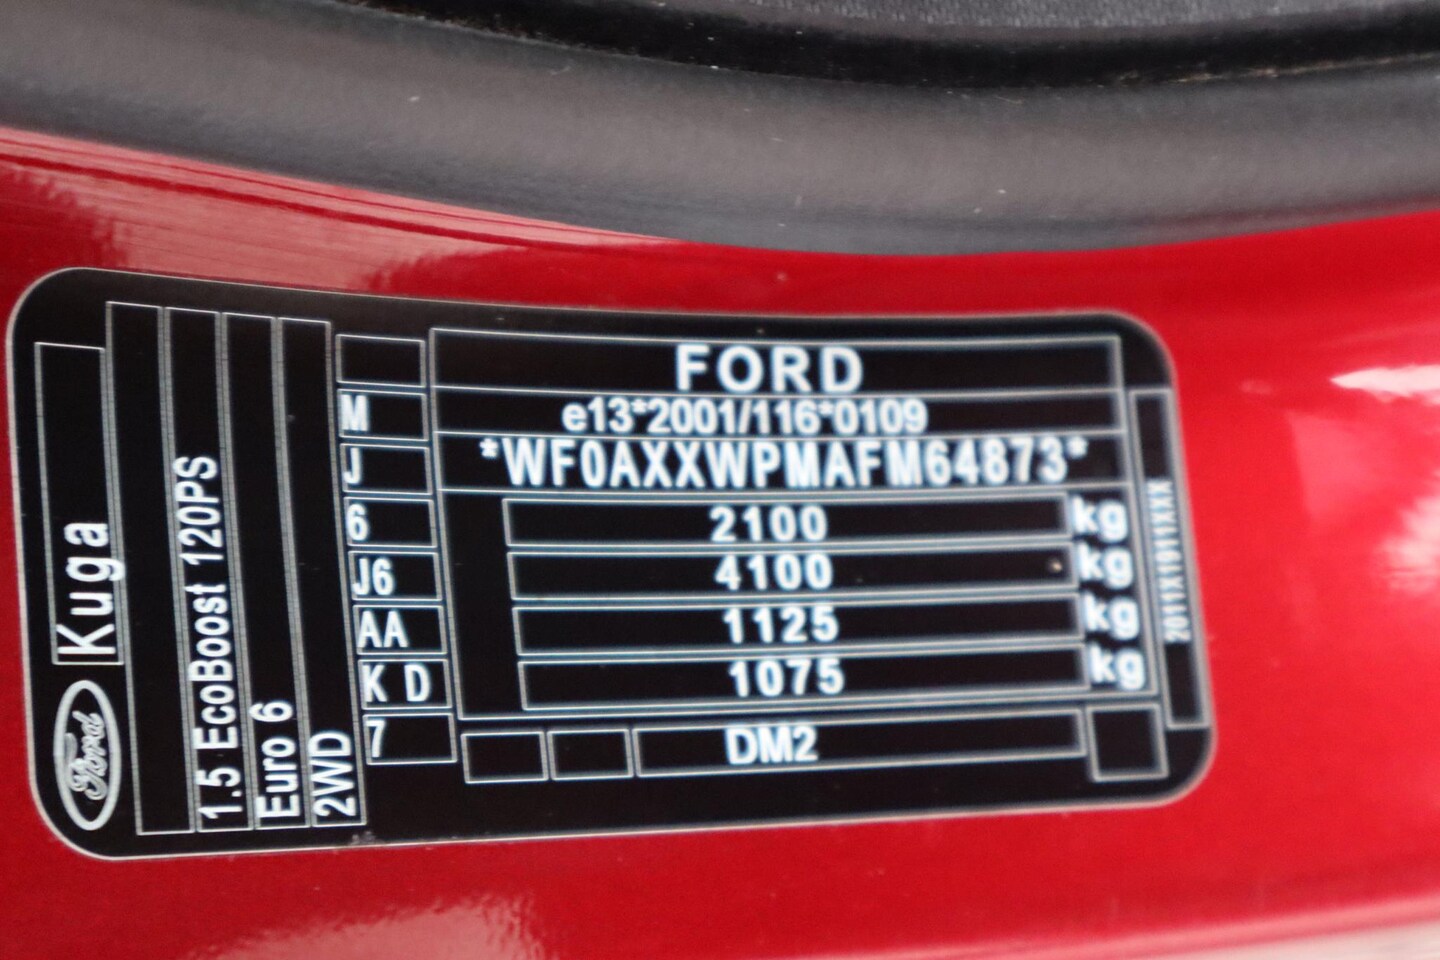 FORD
M e13*2001/116*0109
J *WF0AXXWPMAFM64873*
6 2100 kg
J6 4100 kg
AA 1125 kg
K D 1075 kg
7 DM2
Ford Kuga
1.5 EcoBoost 120PS
Euro 6
2WD
2011X1911XXX